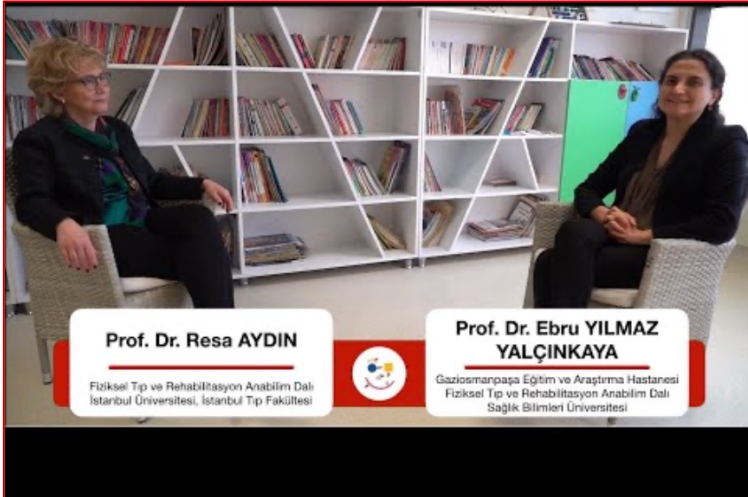 Prof. Dr. Resa AYDIN
Fiziksel Tıp ve Rehabilitasyon Anabilim Dalı
İstanbul Üniversitesi, İstanbul Tıp Fakültesi
Prof. Dr. Ebru YILMAZ
YALÇINKAYA
Gaziosmanpaşa Eğitim ve Araştırma Hastanesi
Fiziksel Tıp ve Rehabilitasyon Anabilim Dalı
Sağlık Bilimleri Üniversitesi